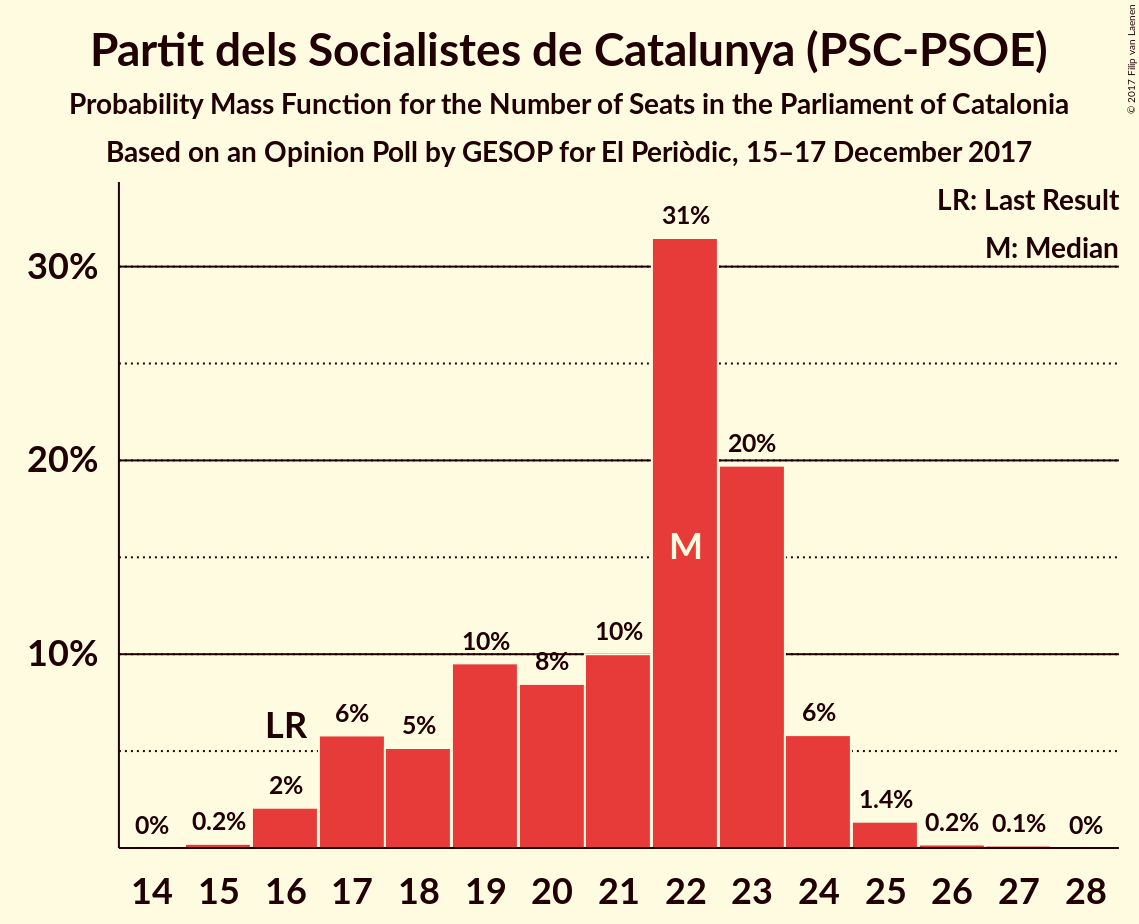 Partit dels Socialistes de Catalunya (PSC-PSOE)
Probability Mass Function for the Number of Seats in the Parliament of Catalonia
Based on an Opinion Poll by GESOP for El Periòdic, 15–17 December 2017
© 2017 Filip van Laenen
LR: Last Result
M: Median
30%
20%
10%
0%
0.2%
LR
2%
6%
5%
10%
8%
10%
31%
M
20%
6%
1.4%
0.2%
0.1%
0%
14 15 16 17 18 19 20 21 22 23 24 25 26 27 28